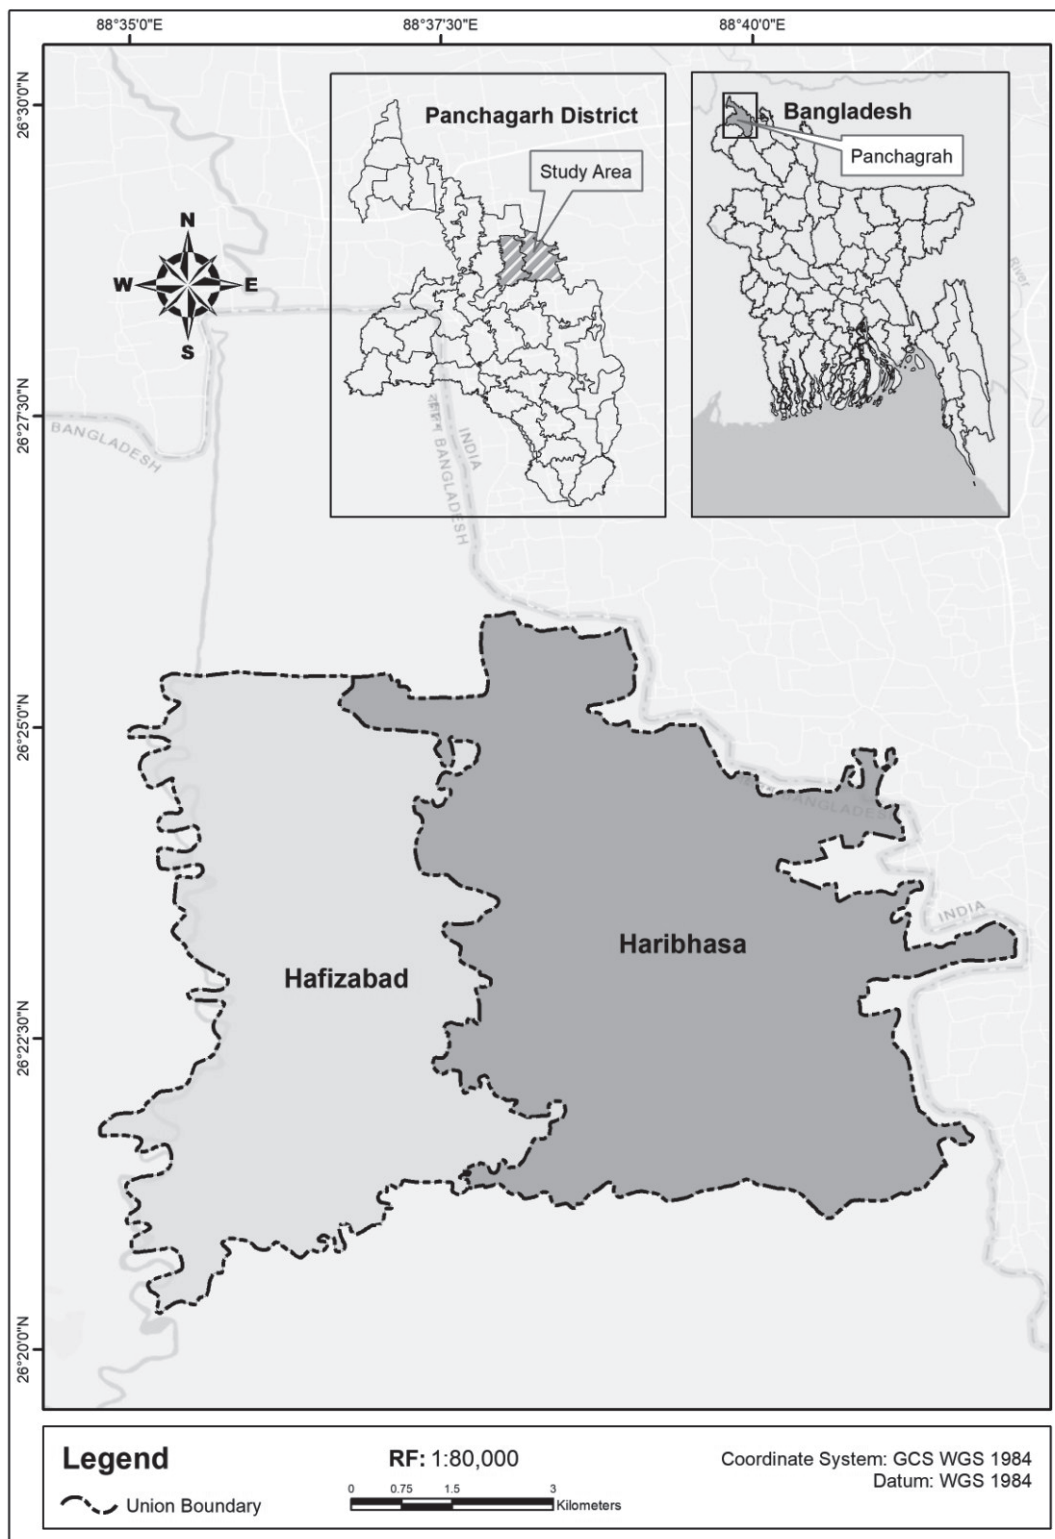 88°35'0"E
88°37'30"E
88°40'0"E
26°30'0"N
26°27'30"N
26°25'0"N
26°22'30"N
26°20'0"N
Panchagarh District
Study Area
Bangladesh
Panchagrah
N
W
E
S
River
BANGLADESH
INDIA
BANGLADESH
BANGLADESH
INDIA
Hafizabad
Haribhasa
Legend
Union Boundary
RF: 1:80,000
0 0.75 1.5 3
Kilometers
Coordinate System: GCS WGS 1984
Datum: WGS 1984